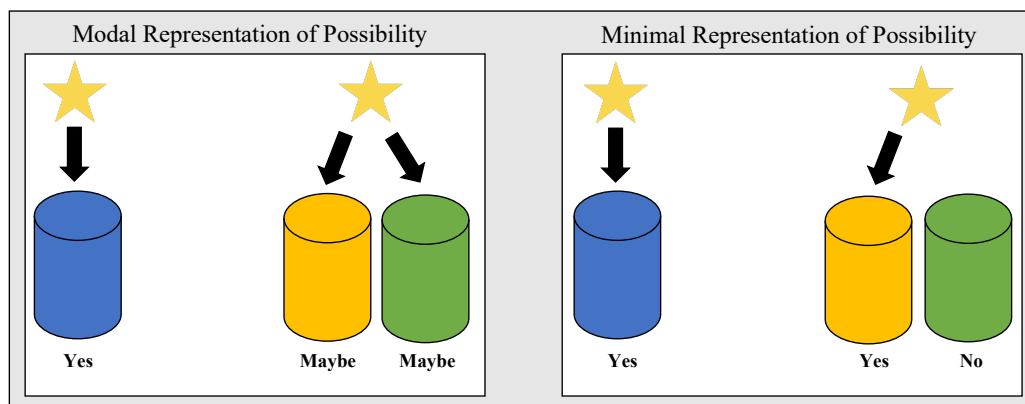 Modal Representation of Possibility
Yes
Maybe
Maybe
Minimal Representation of Possibility
Yes
Yes
No